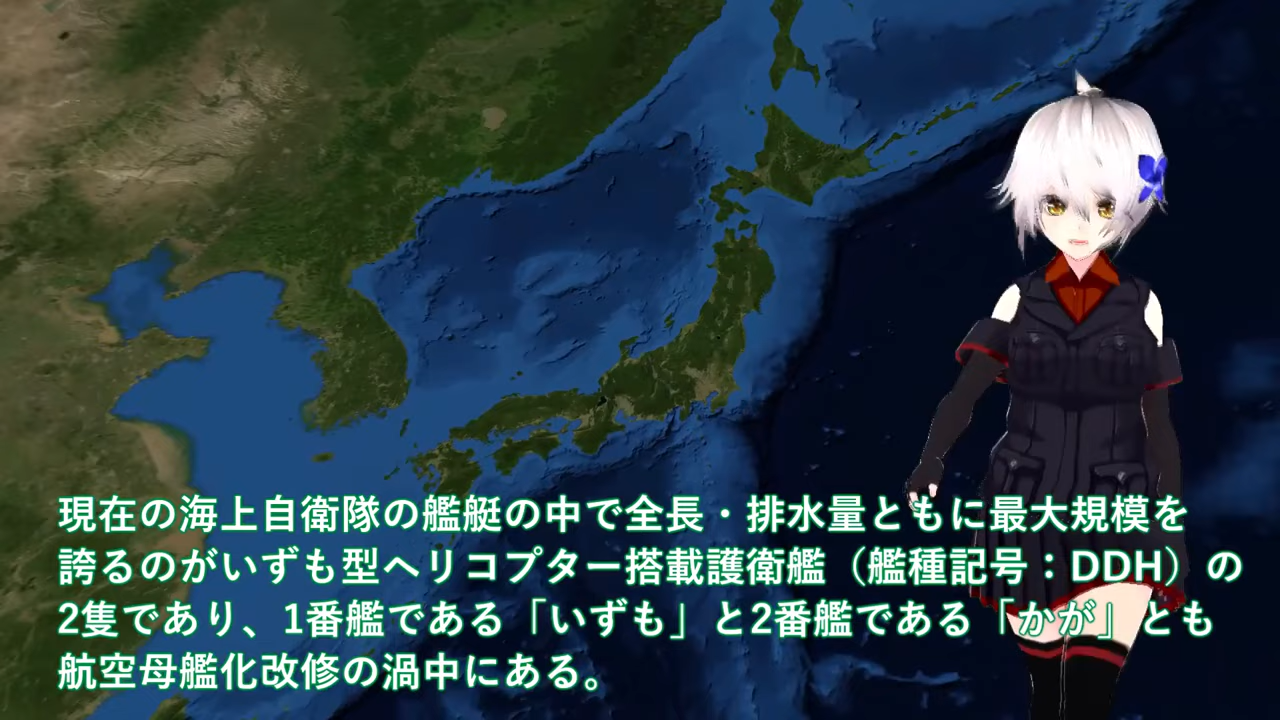 現在の海上自衛隊の艦艇の中で全長・排水量ともに最大規模を
誇るのがいずも型ヘリコプター搭載護衛艦（艦種記号：DDH）の
2隻であり、1番艦である「いずも」と2番艦である「かが」とも
航空母艦化改修の渦中にある。